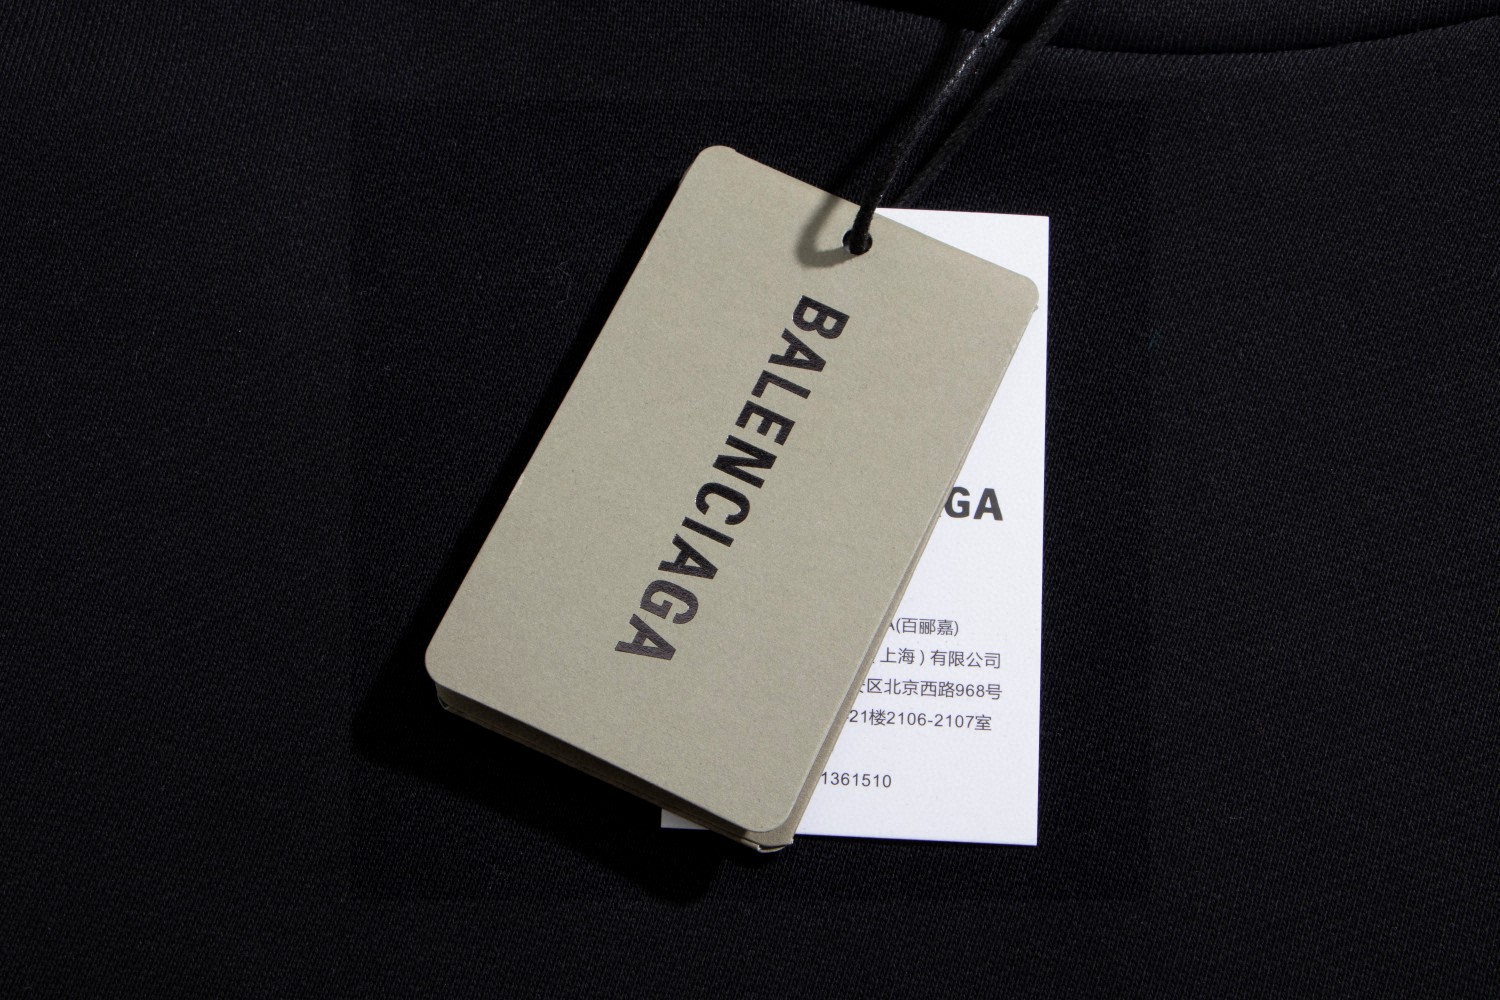 BALENCIAGA
GA
(百郦嘉)
上海 ) 有限公司
区北京西路968号
21楼2106-2107室
1361510